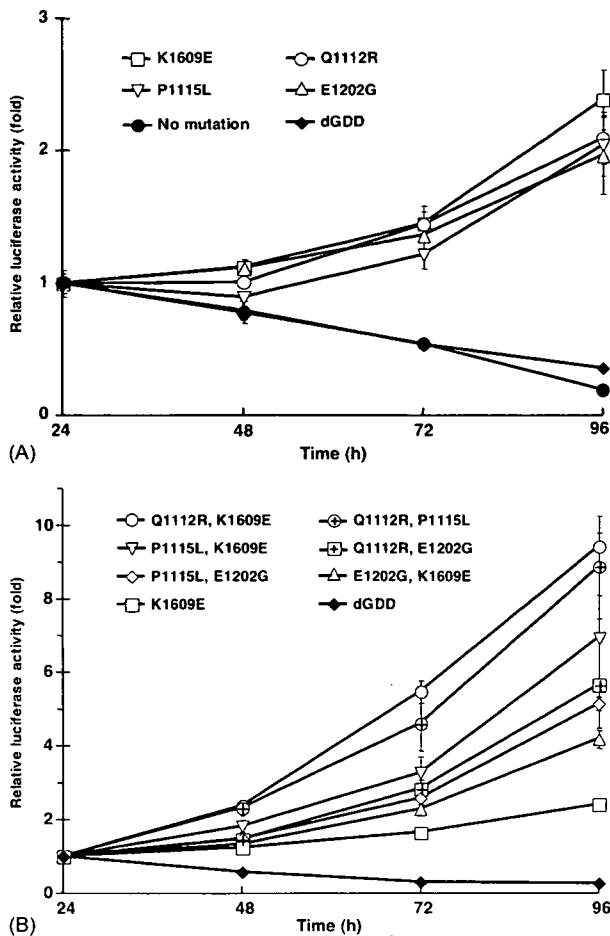 3
2
1
0
Relative luciferase activity (fold)
K1609E
Q1112R
P1115L
E1202G
No mutation
dGDD
24
48
72
96
(A)
Time (h)
10
8
6
4
2
0
Relative luciferase activity (fold)
Q1112R, K1609E
Q1112R, P1115L
P1115L, K1609E
Q1112R, E1202G
P1115L, E1202G
E1202G, K1609E
K1609E
dGDD
24
48
72
96
(B)
Time (h)